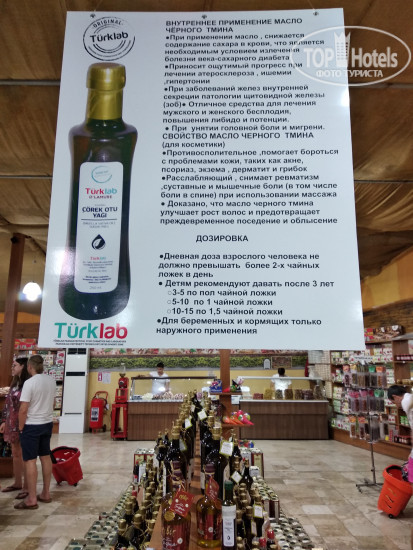 ORIGINAL
Türklab
ВНУТРЕННЕЕ ПРИМЕНЕНИЕ МАСЛО
ЧЁРНОГО ТМИНА
●При применении масло , снижается
содержание сахара в крови, что является
необходимым условием излечения
болезни века-сахарного диабета
●Приносит ощутимый прогресс при
лечении атеросклероза , ишемии
,гипертонии
●При заболеваний желез внутренней
секреции патологии щитовидной железы
(зоб)● Отличное средства для лечения
мужского и женского бесплодия,
повышения либидо и потенции.
● При унятии головной боли и мигрени.
СВОЙСТВО МАСЛО ЧЕРНОГО ТМИНА
(для косметики)
●Противосполительное ,помогает бороться
с проблемами кожи, таких как акне,
псориаз, экзема , дерматит и грибок
●Расслабляющий , снимает ревматизм
,суставные и мышечные боли (в том числе
боли в спине) при использовании массажа
● Доказано, что масло черного тмина
улучшает рост волос и предотвращает
преждевременное поседение и облысение
ДОЗИРОВКА
●Дневная доза взрослого человека не
должно превышать более 2-х чайных
ложек в день
● Детям рекомендуют давать после 3 лет
○3-5 по пол чайной ложки
○5-10 по 1 чайной ложки
○10-15 по 1,5 чайной ложки
●Для беременных и кормящих только
наружного применения
Türklab
D'LAMURE
ÇÖREK OTU
YAĞI
Türklab
TopHotels
ФОТО ТУРИСТА